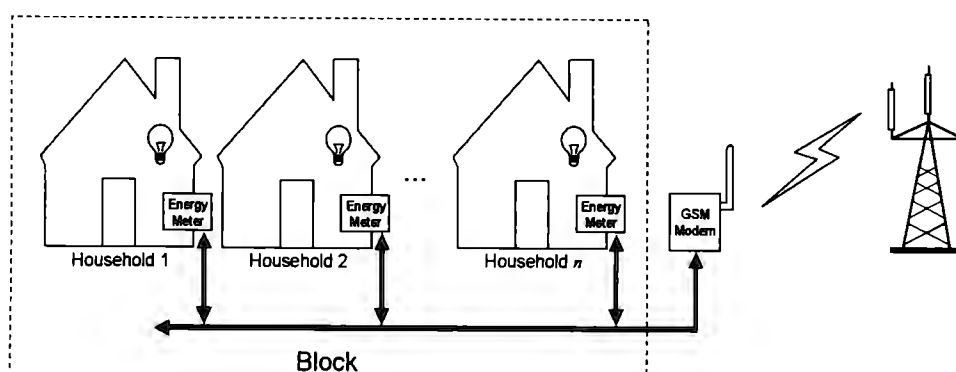 Energy
Meter
Energy
Meter
...
Energy
Meter
GSM
Modem
Household 1
Household 2
Household n
Block